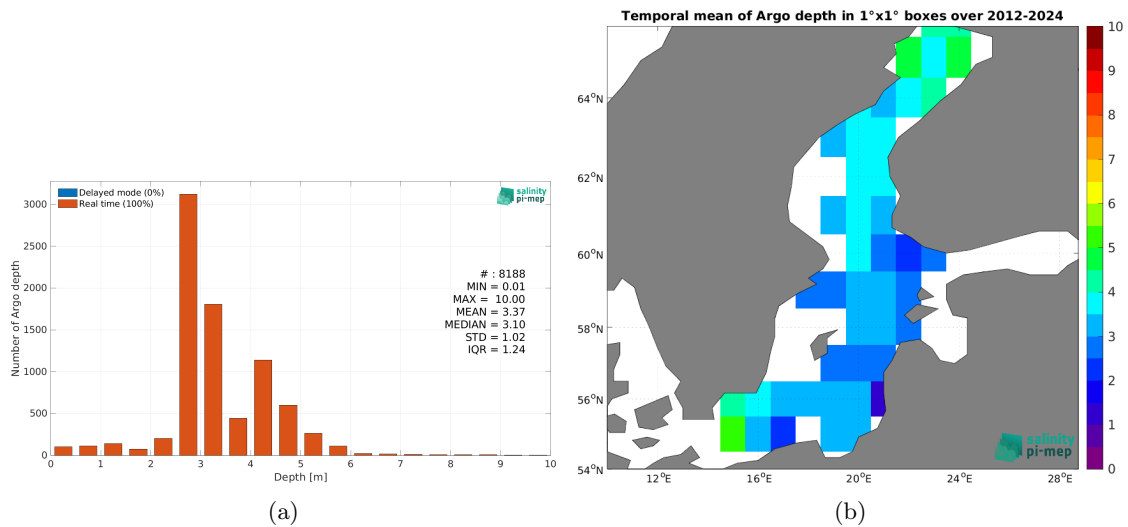 Temporal mean of Argo depth in 1°x1° boxes over 2012-2024
Delayed mode (0%)
Real time (100%)
salinity
pi-mep
# : 8188
MIN = 0.01
MAX = 10.00
MEAN = 3.37
MEDIAN = 3.10
STD = 1.02
IQR = 1.24
Number of Argo depth
3000
2500
2000
1500
1000
500
0
0 1 2 3 4 5 6 7 8 9 10
Depth [m]
(a)
64°N
62°N
60°N
58°N
56°N
54°N
12°E 16°E 20°E 24°E 28°E
salinity
pi-mep
10
9
8
7
6
5
4
3
2
1
0
(b)